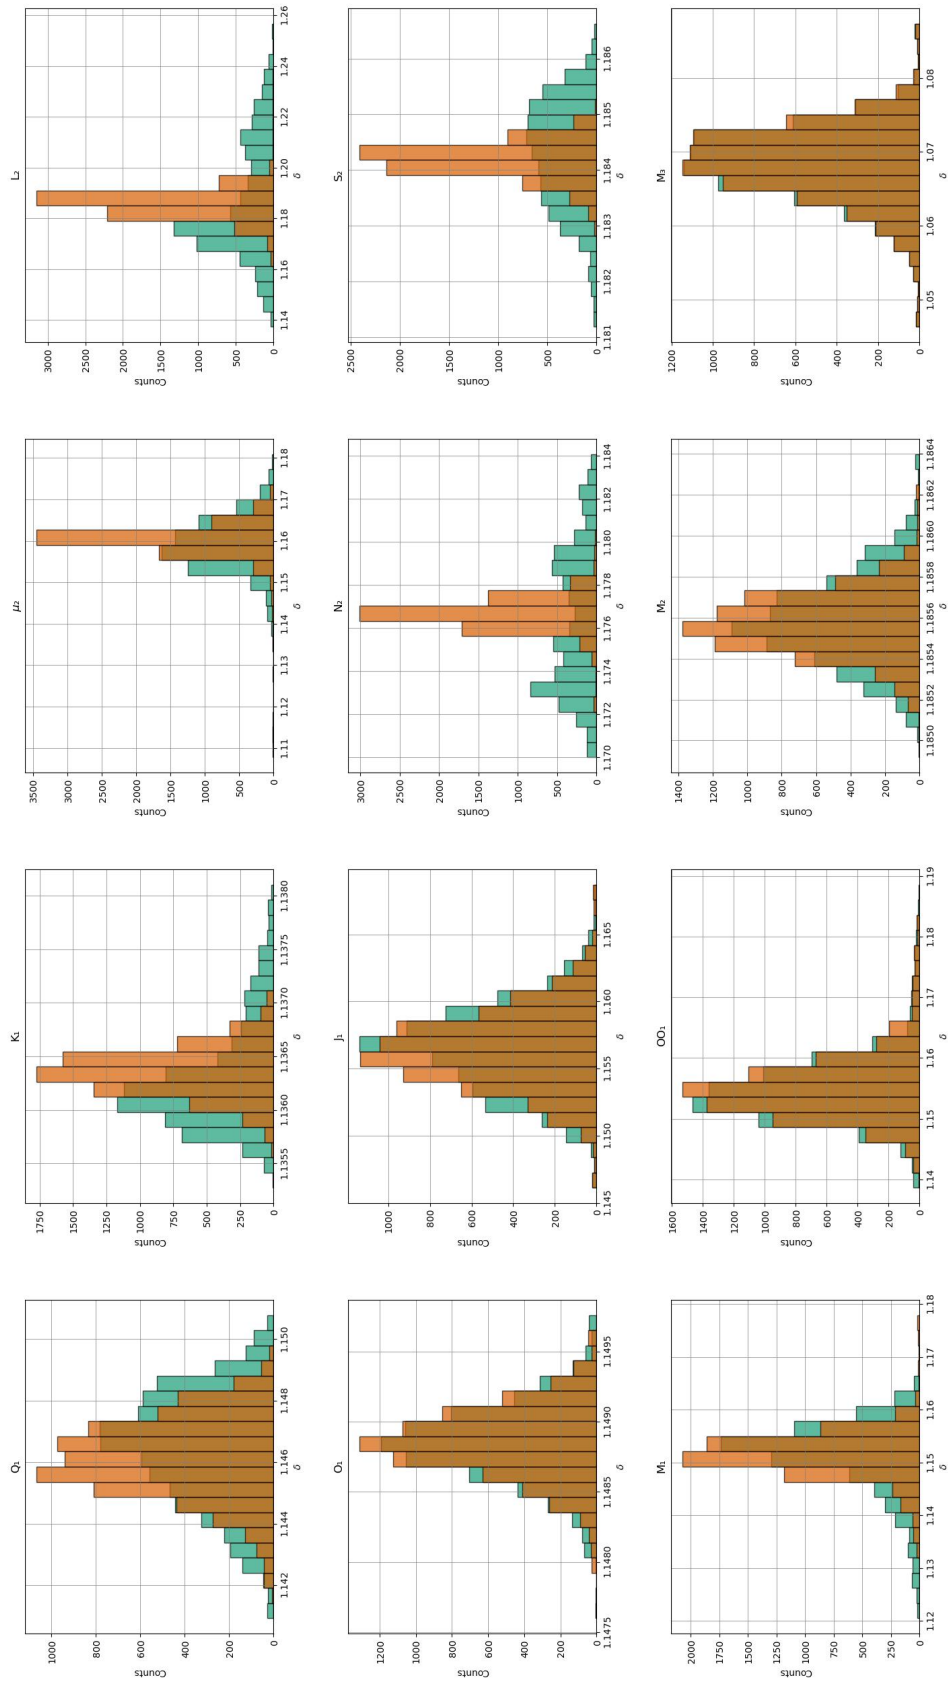 Q₁
Counts
1000
800
600
400
200
0
1.142 1.144 1.146 1.148 1.150
δ
K₁
Counts
1750
1500
1250
1000
750
500
250
0
1.1355 1.1360 1.1365 1.1370 1.1375 1.1380
δ
μ₂
Counts
3500
3000
2500
2000
1500
1000
500
0
1.11 1.12 1.13 1.14 1.15 1.16 1.17 1.18
δ
L₂
Counts
3000
2500
2000
1500
1000
500
0
1.14 1.16 1.18 1.20 1.22 1.24 1.26
δ
O₁
Counts
1200
1000
800
600
400
200
0
1.1475 1.1480 1.1485 1.1490 1.1495
δ
J₁
Counts
1000
800
600
400
200
0
1.145 1.150 1.155 1.160 1.165
δ
N₂
Counts
3000
2500
2000
1500
1000
500
0
1.170 1.172 1.174 1.176 1.178 1.180 1.182 1.184
δ
S₂
Counts
2500
2000
1500
1000
500
0
1.181 1.182 1.183 1.184 1.185 1.186
δ
M₁
Counts
2000
1750
1500
1250
1000
750
500
250
0
1.12 1.13 1.14 1.15 1.16 1.17 1.18
δ
OO₁
Counts
1600
1400
1200
1000
800
600
400
200
0
1.14 1.15 1.16 1.17 1.18 1.19
δ
M₂
Counts
1400
1200
1000
800
600
400
200
0
1.1850 1.1852 1.1854 1.1856 1.1858 1.1860 1.1862 1.1864
δ
M₃
Counts
1200
1000
800
600
400
200
0
1.05 1.06 1.07 1.08
δ